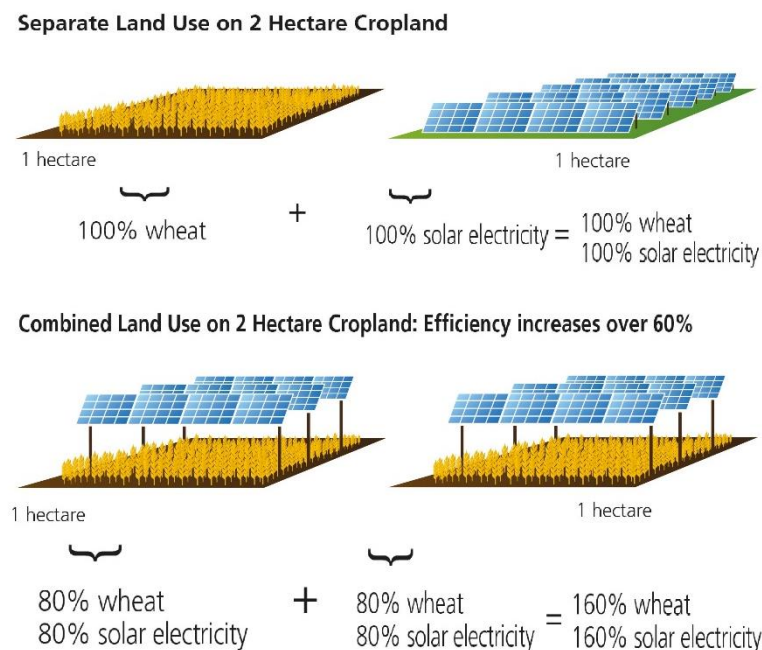 Separate Land Use on 2 Hectare Cropland
1 hectare
1 hectare
100% wheat
+
100% solar electricity =
100% wheat
100% solar electricity
Combined Land Use on 2 Hectare Cropland: Efficiency increases over 60%
1 hectare
1 hectare
80% wheat
80% solar electricity
+
80% wheat
80% solar electricity
=
160% wheat
160% solar electricity